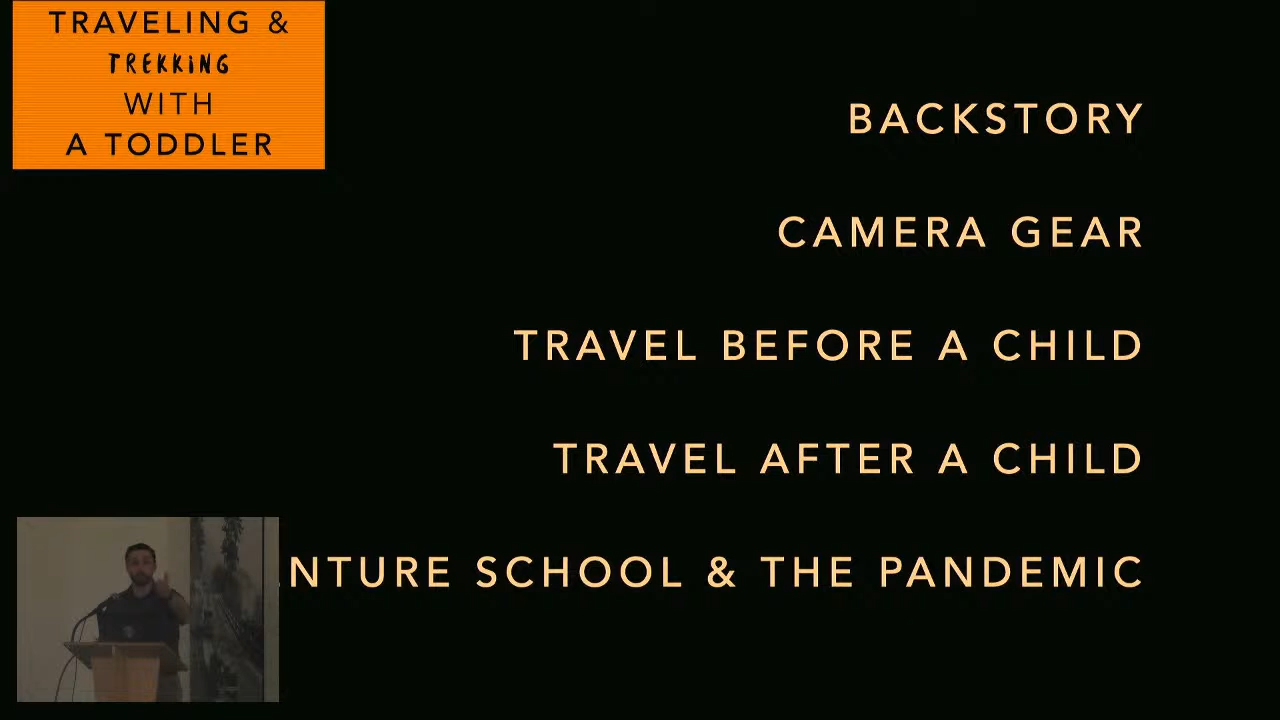 TRAVELING &
TREKKING
WITH
A TODDLER
BACKSTORY
CAMERA GEAR
TRAVEL BEFORE A CHILD
TRAVEL AFTER A CHILD
NTURE SCHOOL & THE PANDEMIC